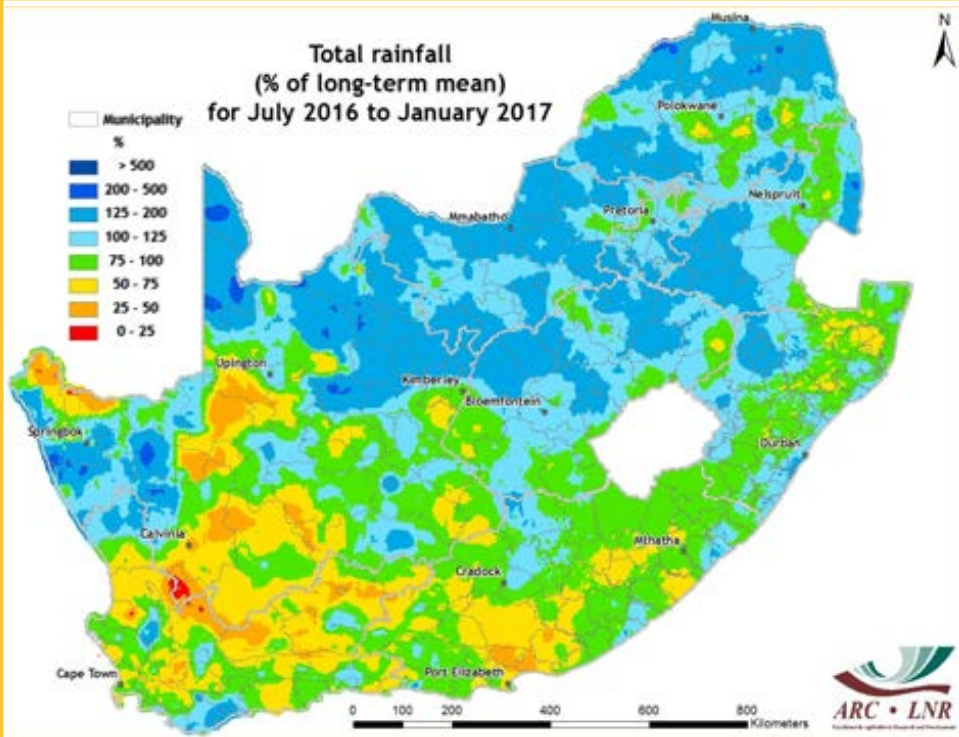 Total rainfall
(% of long-term mean)
for July 2016 to January 2017
N
Municipality
%
> 500
200 - 500
125 - 200
100 - 125
75 - 100
50 - 75
25 - 50
0 - 25
Musina
Polokwane
Nelspruit
Pretoria
Mmabatho
Upington
Kimberley
Bloemfontein
Springbok
Durban
Calvinia
Mthatha
Cradock
Cape Town
Port Elizabeth
0 100 200 400 600 800
Kilometers
ARC • LNR